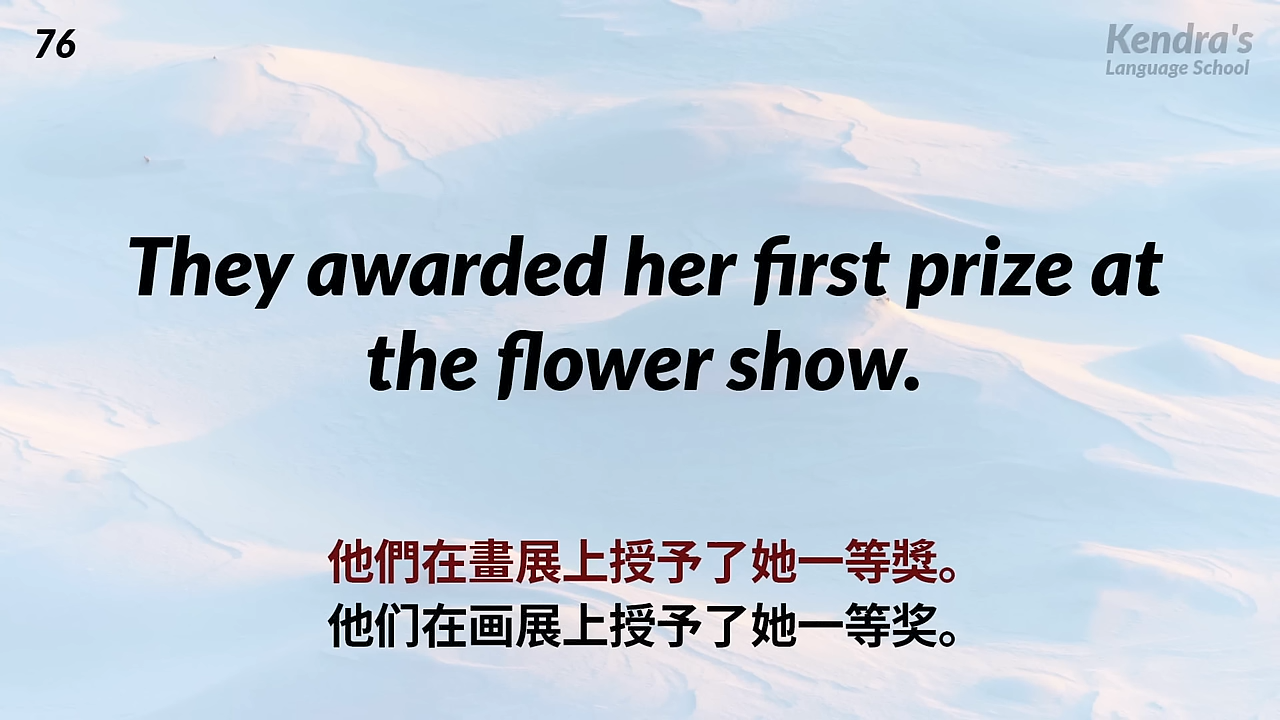 76
Kendra's
Language School
They awarded her first prize at
the flower show.
他們在畫展上授予了她一等獎。
他们在画展上授予了她一等奖。